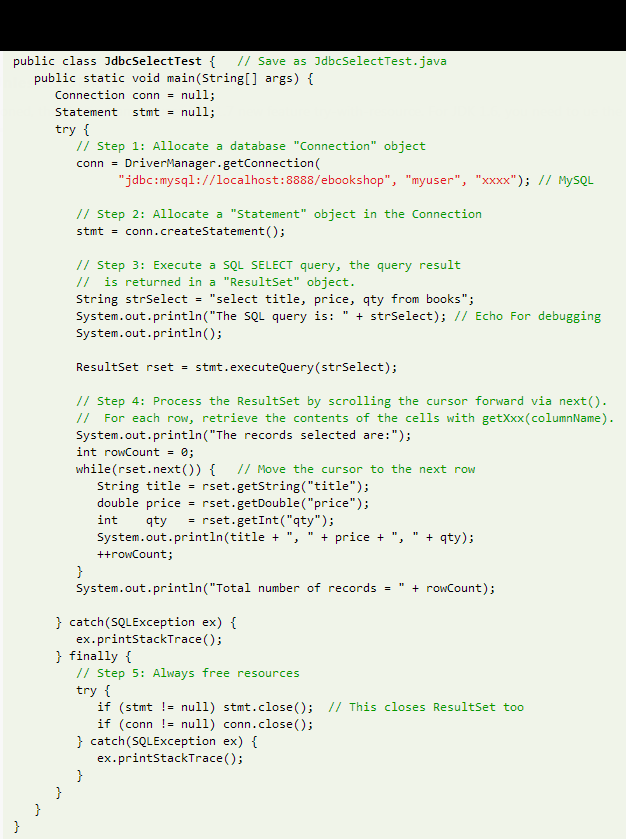 public class JdbcSelectTest {   // Save as JdbcSelectTest.java
   public static void main(String[] args) {
      Connection conn = null;
      Statement  stmt = null;
      try {
         // Step 1: Allocate a database "Connection" object
         conn = DriverManager.getConnection(
               "jdbc:mysql://localhost:8888/ebookshop", "myuser", "xxxx"); // MySQL
         // Step 2: Allocate a "Statement" object in the Connection
         stmt = conn.createStatement();
         // Step 3: Execute a SQL SELECT query, the query result
         //  is returned in a "ResultSet" object.
         String strSelect = "select title, price, qty from books";
         System.out.println("The SQL query is: " + strSelect); // Echo For debugging
         System.out.println();
         ResultSet rset = stmt.executeQuery(strSelect);
         // Step 4: Process the ResultSet by scrolling the cursor forward via next().
         //  For each row, retrieve the contents of the cells with getXxx(columnName).
         System.out.println("The records selected are:");
         int rowCount = 0;
         while(rset.next()) {   // Move the cursor to the next row
            String title = rset.getString("title");
            double price = rset.getDouble("price");
            int    qty   = rset.getInt("qty");
            System.out.println(title + ", " + price + ", " + qty);
            ++rowCount;
         }
         System.out.println("Total number of records = " + rowCount);
      } catch(SQLException ex) {
         ex.printStackTrace();
      } finally {
         // Step 5: Always free resources
         try {
            if (stmt != null) stmt.close();  // This closes ResultSet too
            if (conn != null) conn.close();
         } catch(SQLException ex) {
            ex.printStackTrace();
         }
      }
   }
}